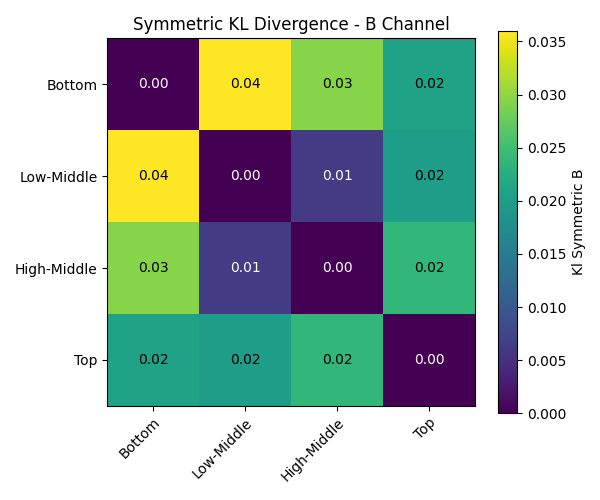 Symmetric KL Divergence - B Channel
Bottom 0.00 0.04 0.03 0.02
Low-Middle 0.04 0.00 0.01 0.02
High-Middle 0.03 0.01 0.00 0.02
Top 0.02 0.02 0.02 0.00
Bottom Low-Middle High-Middle Top
0.035
0.030
0.025
0.020
0.015
0.010
0.005
0.000
Kl Symmetric B